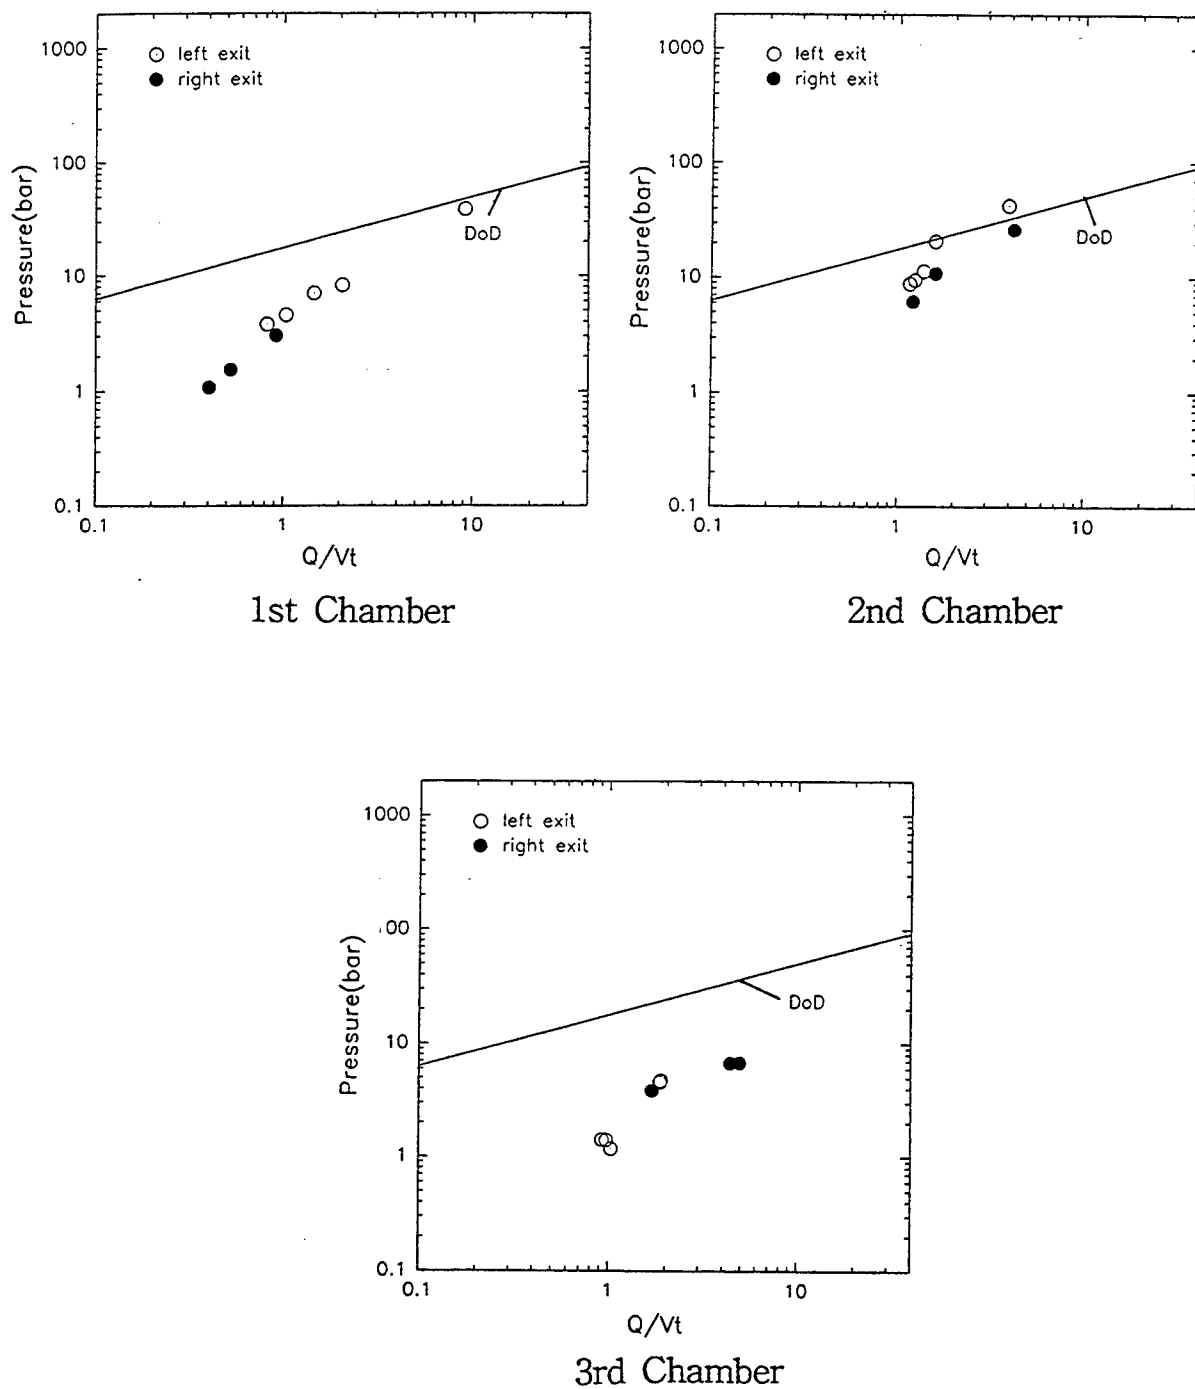 1000
100
10
1
0.1
Pressure(bar)
left exit
right exit
DoD
0.1
1
10
Q/Vt
1st Chamber
1000
100
10
1
0.1
Pressure(bar)
left exit
right exit
DoD
0.1
1
10
Q/Vt
2nd Chamber
1000
100
10
1
0.1
Pressure(bar)
left exit
right exit
DoD
0.1
1
10
Q/Vt
3rd Chamber